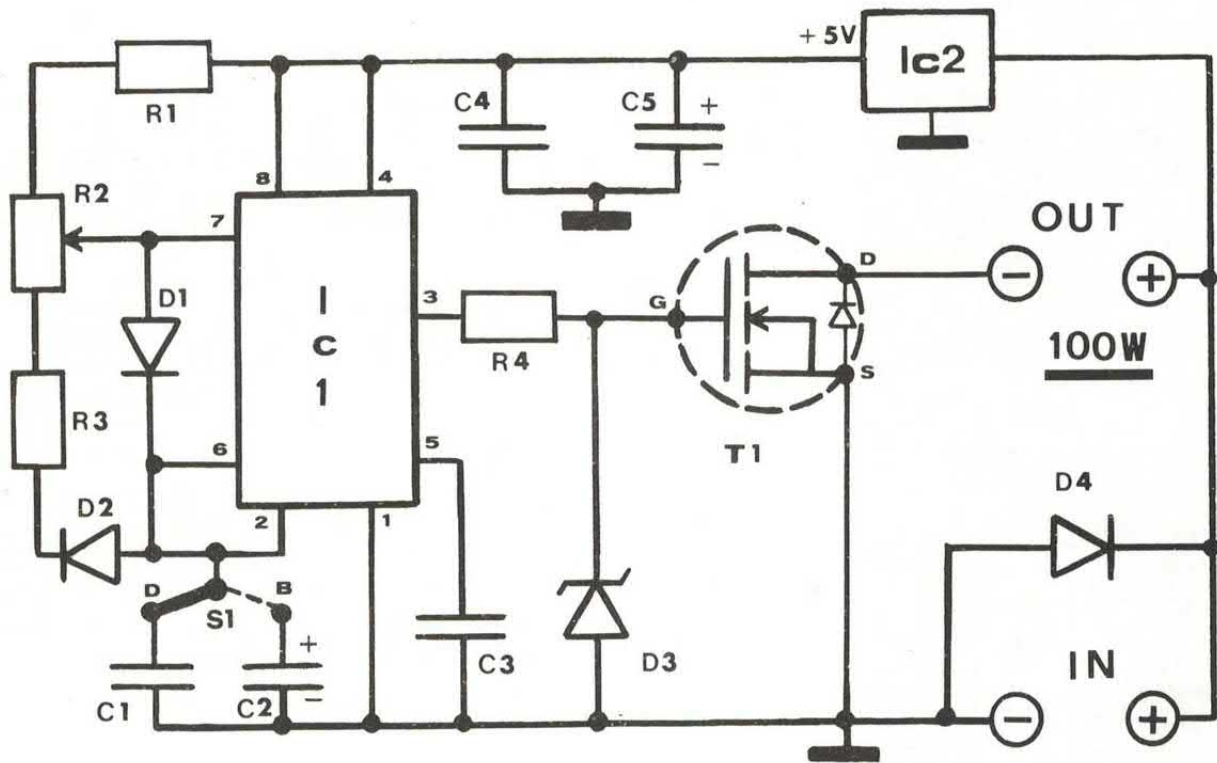 +5V
Ic2
R1
C4
C5
+
-
8
4
R2
7
OUT
D
-
+
D1
I
C
1
3
G
R4
100W
S
R3
T1
6
5
D4
D2
2
1
D
B
S1
+
C3
D3
IN
C1
C2
-
-
+